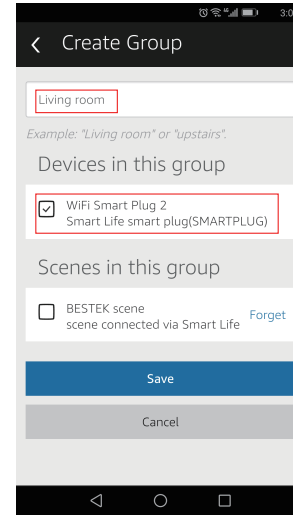 3:0
Create Group
Living room
Example: "Living room" or "upstairs".
Devices in this group
WiFi Smart Plug 2
Smart Life smart plug(SMARTPLUG)
Scenes in this group
BESTEK scene
scene connected via Smart Life
Forget
Save
Cancel